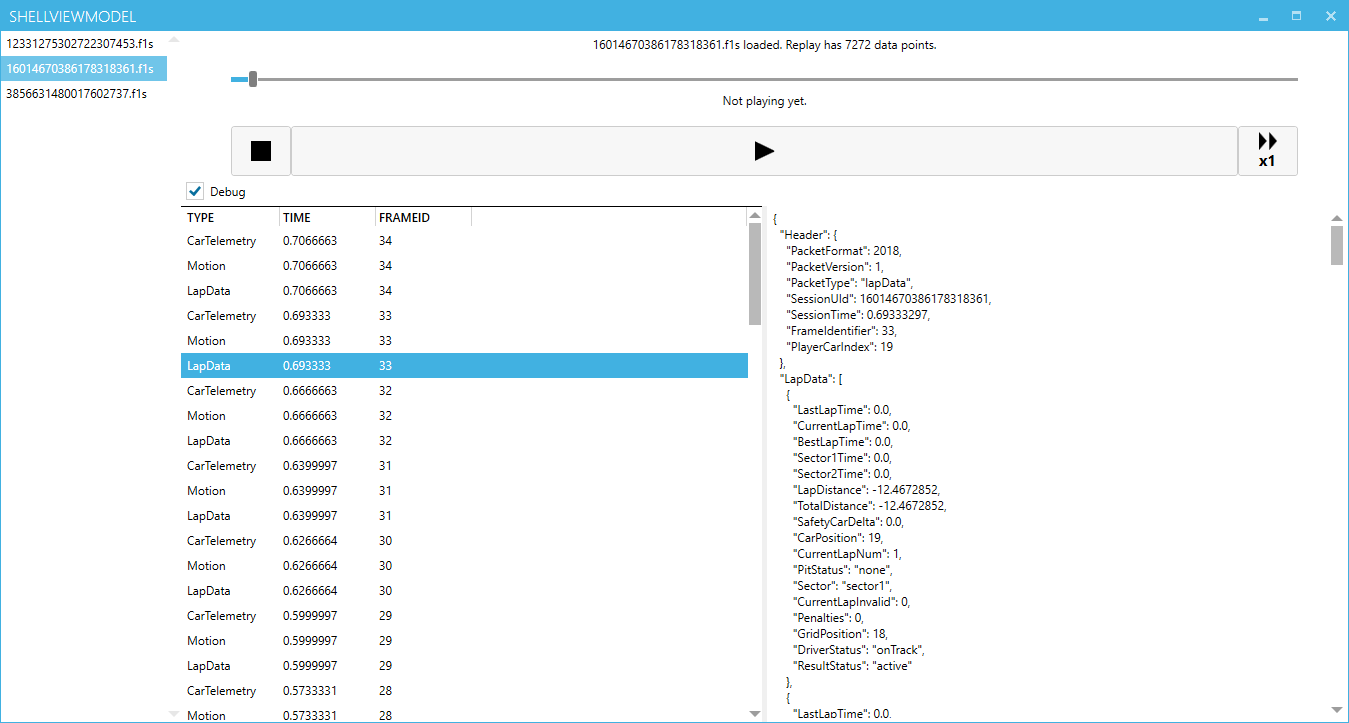 SHELLVIEWMODEL
12331275302722307453.f1s
16014670386178318361.f1s
3856631480017602737.f1s
16014670386178318361.f1s loaded. Replay has 7272 data points.
Not playing yet.
x1
Debug
TYPE TIME FRAMEID
CarTelemetry 0.7066663 34
Motion 0.7066663 34
LapData 0.7066663 34
CarTelemetry 0.693333 33
Motion 0.693333 33
LapData 0.693333 33
CarTelemetry 0.6666663 32
Motion 0.6666663 32
LapData 0.6666663 32
CarTelemetry 0.6399997 31
Motion 0.6399997 31
LapData 0.6399997 31
CarTelemetry 0.6266664 30
Motion 0.6266664 30
LapData 0.6266664 30
CarTelemetry 0.5999997 29
Motion 0.5999997 29
LapData 0.5999997 29
CarTelemetry 0.5733331 28
Motion 0.5733331 28
{
"Header": {
"PacketFormat": 2018,
"PacketVersion": 1,
"PacketType": "lapData",
"SessionUId": 16014670386178318361,
"SessionTime": 0.69333297,
"FrameIdentifier": 33,
"PlayerCarIndex": 19
},
"LapData": [
{
"LastLapTime": 0.0,
"CurrentLapTime": 0.0,
"BestLapTime": 0.0,
"Sector1Time": 0.0,
"Sector2Time": 0.0,
"LapDistance": -12.4672852,
"TotalDistance": -12.4672852,
"SafetyCarDelta": 0.0,
"CarPosition": 19,
"CurrentLapNum": 1,
"PitStatus": "none",
"Sector": "sector1",
"CurrentLapInvalid": 0,
"Penalties": 0,
"GridPosition": 18,
"DriverStatus": "onTrack",
"ResultStatus": "active"
},
{
"LastLapTime": 0.0,